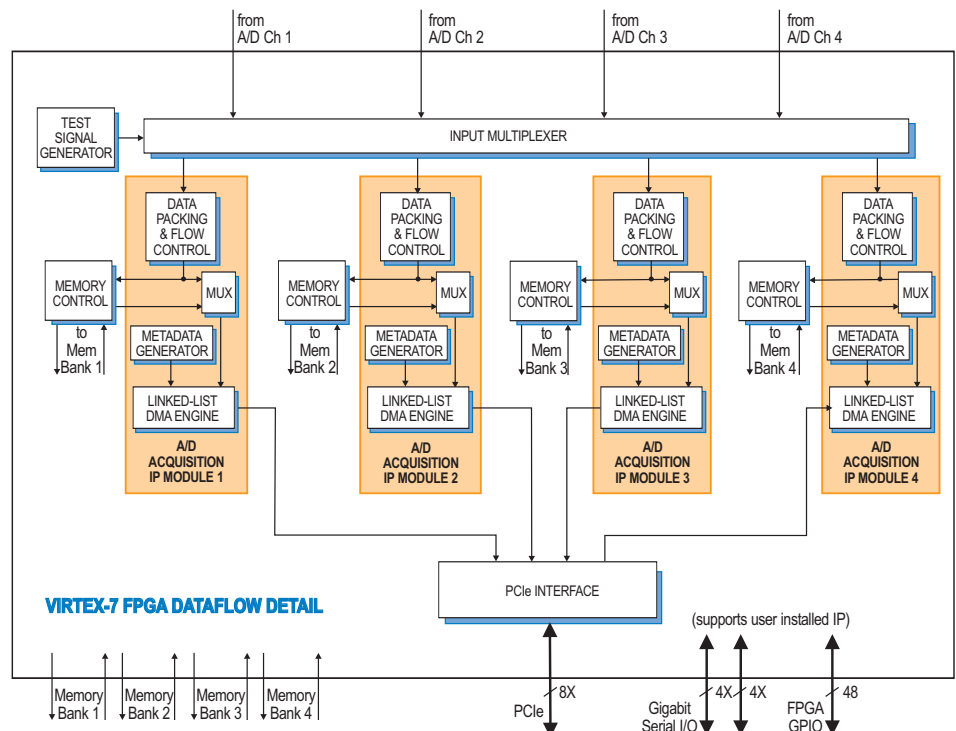 from
A/D Ch 1
from
A/D Ch 2
from
A/D Ch 3
from
A/D Ch 4
TEST
SIGNAL
GENERATOR
INPUT MULTIPLEXER
DATA
PACKING
& FLOW
CONTROL
DATA
PACKING
& FLOW
CONTROL
DATA
PACKING
& FLOW
CONTROL
DATA
PACKING
& FLOW
CONTROL
MEMORY
CONTROL
MUX
MEMORY
CONTROL
MUX
MEMORY
CONTROL
MUX
MEMORY
CONTROL
MUX
to
Mem
Bank 1
METADATA
GENERATOR
to
Mem
Bank 2
METADATA
GENERATOR
to
Mem
Bank 3
METADATA
GENERATOR
to
Mem
Bank 4
METADATA
GENERATOR
LINKED-LIST
DMA ENGINE
LINKED-LIST
DMA ENGINE
LINKED-LIST
DMA ENGINE
LINKED-LIST
DMA ENGINE
A/D
ACQUISITION
IP MODULE 1
A/D
ACQUISITION
IP MODULE 2
A/D
ACQUISITION
IP MODULE 3
A/D
ACQUISITION
IP MODULE 4
PCIe INTERFACE
VIRTEX-7 FPGA DATAFLOW DETAIL
(supports user installed IP)
Memory
Bank 1
Memory
Bank 2
Memory
Bank 3
Memory
Bank 4
8X
PCIe
4X
4X
Gigabit
Serial I/O
48
FPGA
GPIO